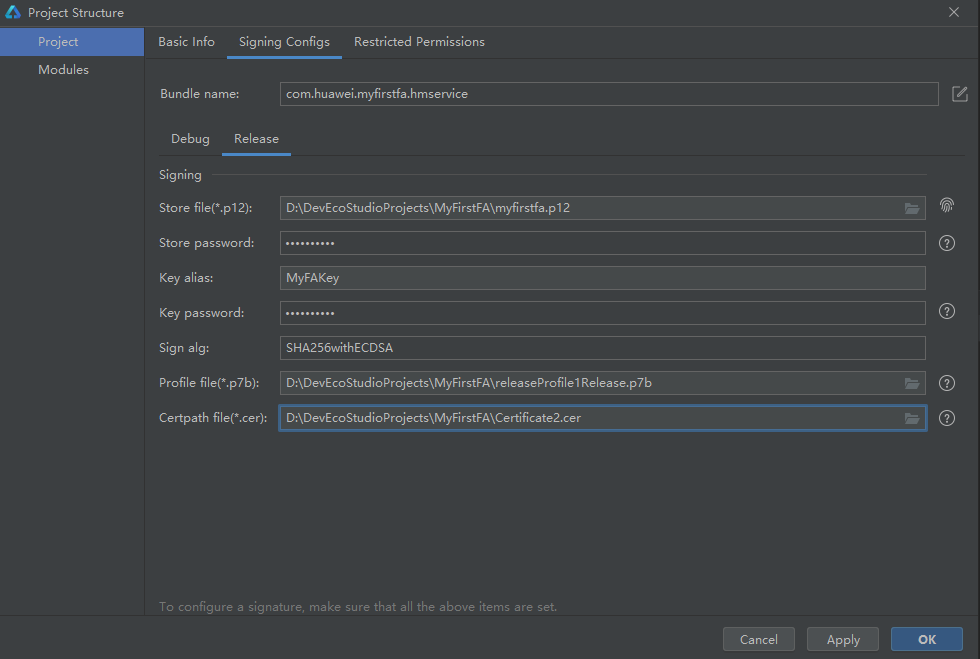 Project Structure
Project
Modules
Basic Info Signing Configs Restricted Permissions
Bundle name: com.huawei.myfirstfa.hmservice
Debug Release
Signing
Store file(*.p12): D:\DevEcoStudioProjects\MyFirstFA\myfirstfa.p12
Store password: ••••••••••
Key alias: MyFAKey
Key password: ••••••••••
Sign alg: SHA256withECDSA
Profile file(*.p7b): D:\DevEcoStudioProjects\MyFirstFA\releaseProfile1Release.p7b
Certpath file(*.cer): D:\DevEcoStudioProjects\MyFirstFA\Certificate2.cer
To configure a signature, make sure that all the above items are set.
Cancel Apply OK